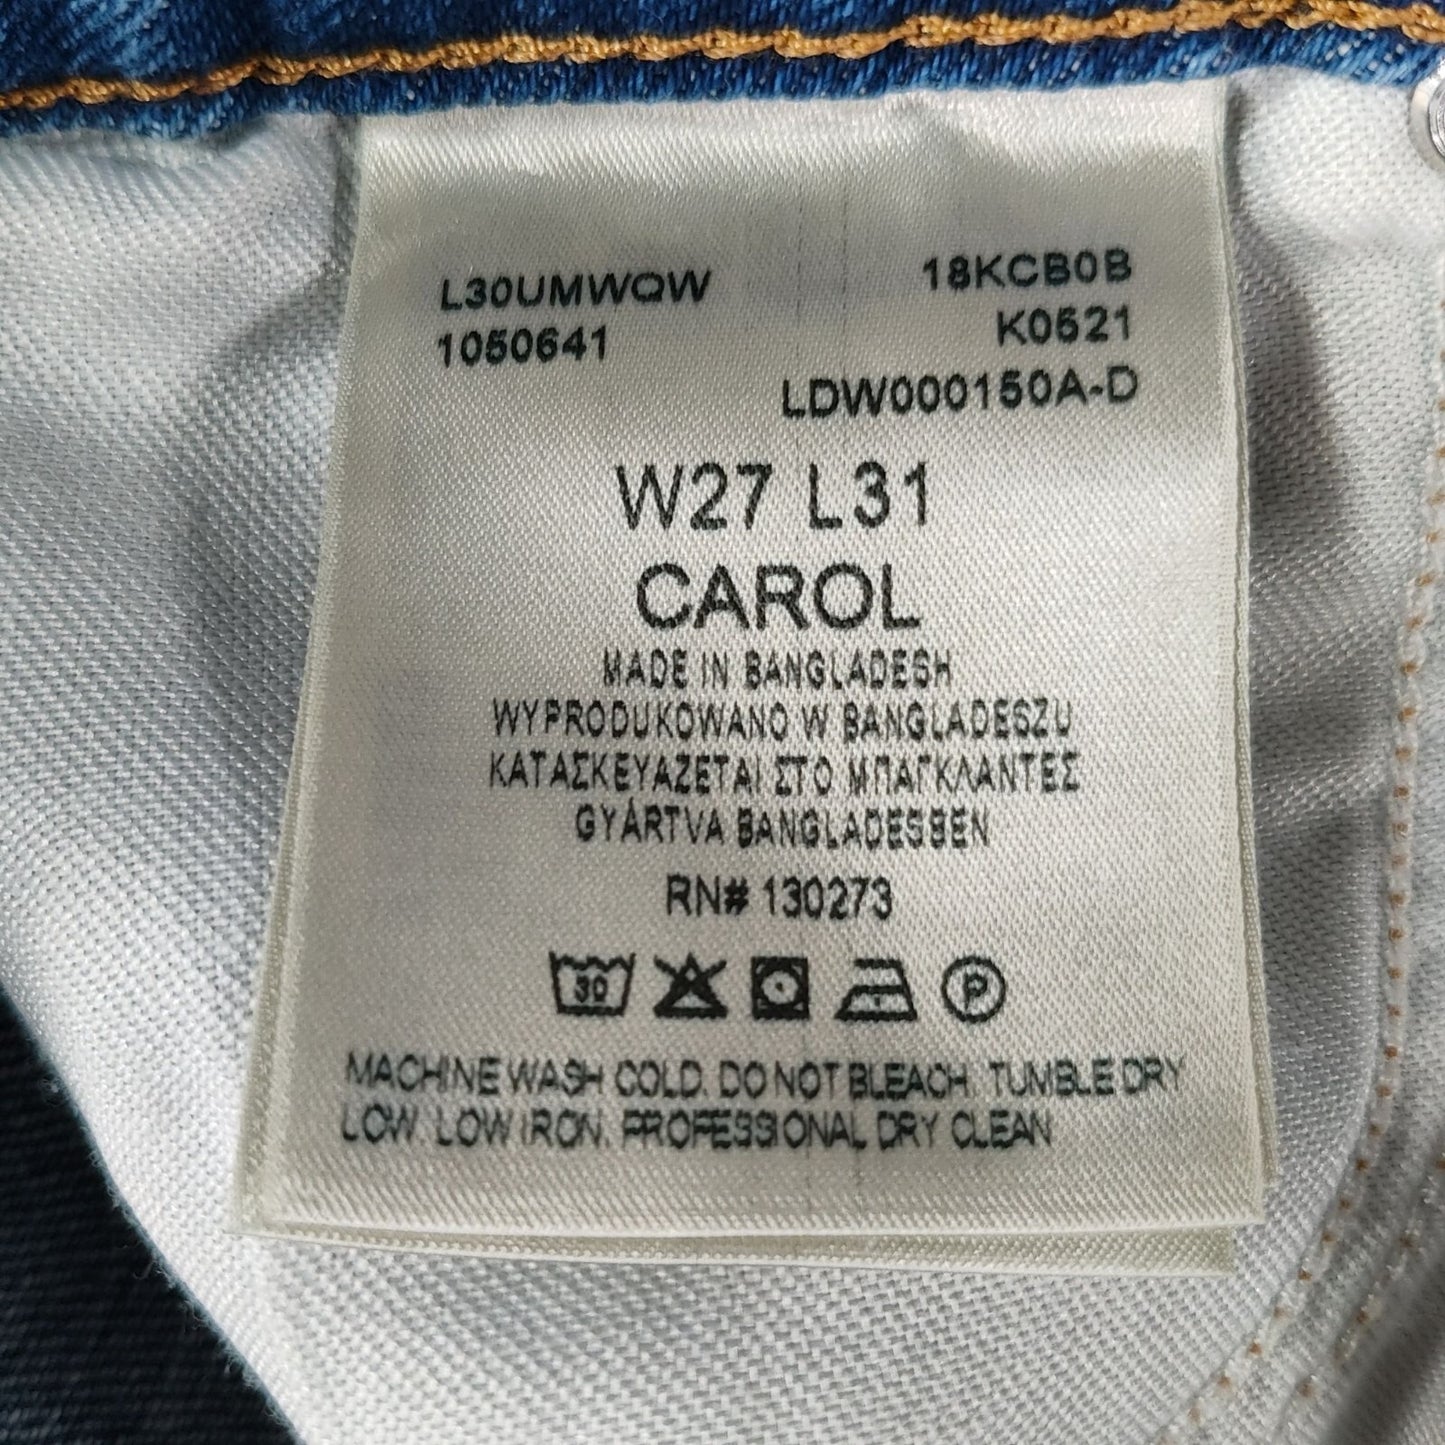 L30UMWQW 18KCB0B
1050641 K0521
LDW000150A-D
W27 L31
CAROL
MADE IN BANGLADESH
WYPRODUKOWANO W BANGLADESZU
ΚΑΤΑΣΚΕΥΑΖΕΤΑΙ ΣΤΟ ΜΠΑΓΚΛΑΝΤΕΣ
GYÁRTVA BANGLADESBEN
RN# 130273
30 P
MACHINE WASH COLD. DO NOT BLEACH. TUMBLE DRY
LOW. LOW IRON. PROFESSIONAL DRY CLEAN